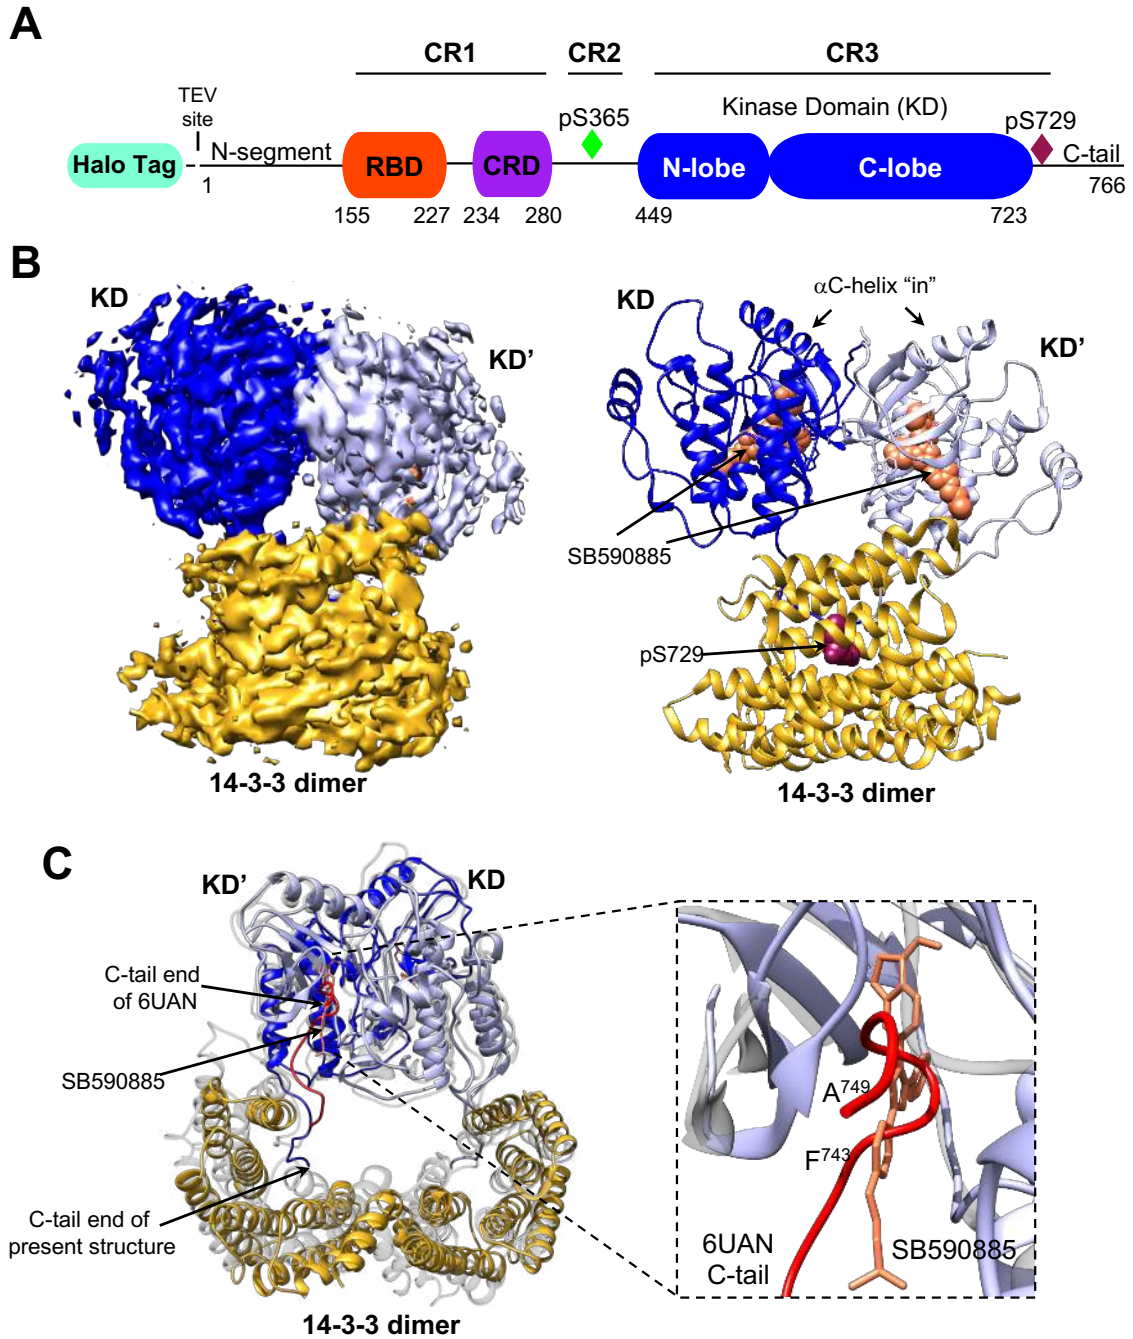 A
CR1 CR2 CR3
TEV
site
Kinase Domain (KD)
pS365
pS729
Halo Tag
N-segment
RBD
CRD
N-lobe
C-lobe
C-tail
1
155 227 234 280 449 723 766
B
KD
KD’
14-3-3 dimer
αC-helix “in”
KD
KD’
SB590885
pS729
14-3-3 dimer
C
KD’
KD
C-tail end
of 6UAN
SB590885
C-tail end of
present structure
14-3-3 dimer
A749
F743
6UAN
C-tail
SB590885